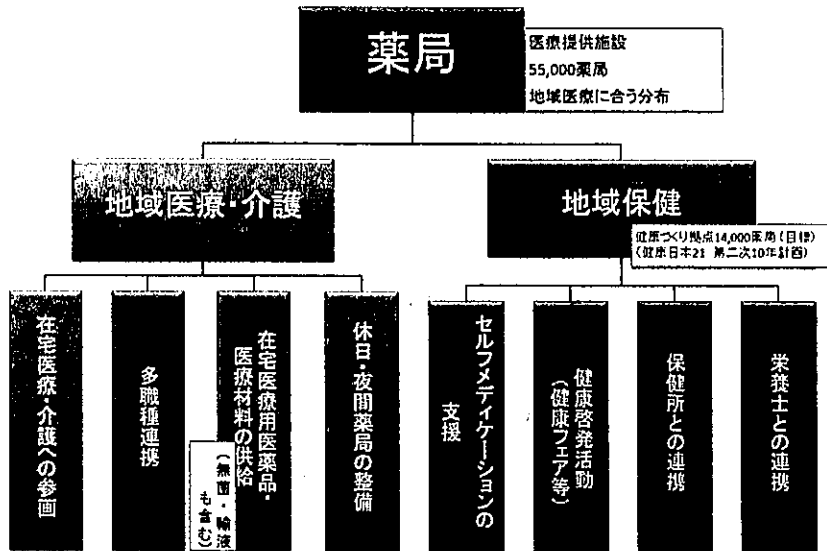 薬局
医療提供施設
55,000薬局
地域医療に合う分布
地域医療・介護
地域保健
健康づくり拠点14,000薬局(目標)
(健康日本21 第二次10年計画)
在宅医療・介護への参画
多職種連携
在宅医療用医薬品・
医療材料の供給
(無菌・輸液
も含む)
休日・夜間薬局の整備
セルフメディケーションの
支援
健康啓発活動
(健康フェア等)
保健所との連携
栄養士との連携